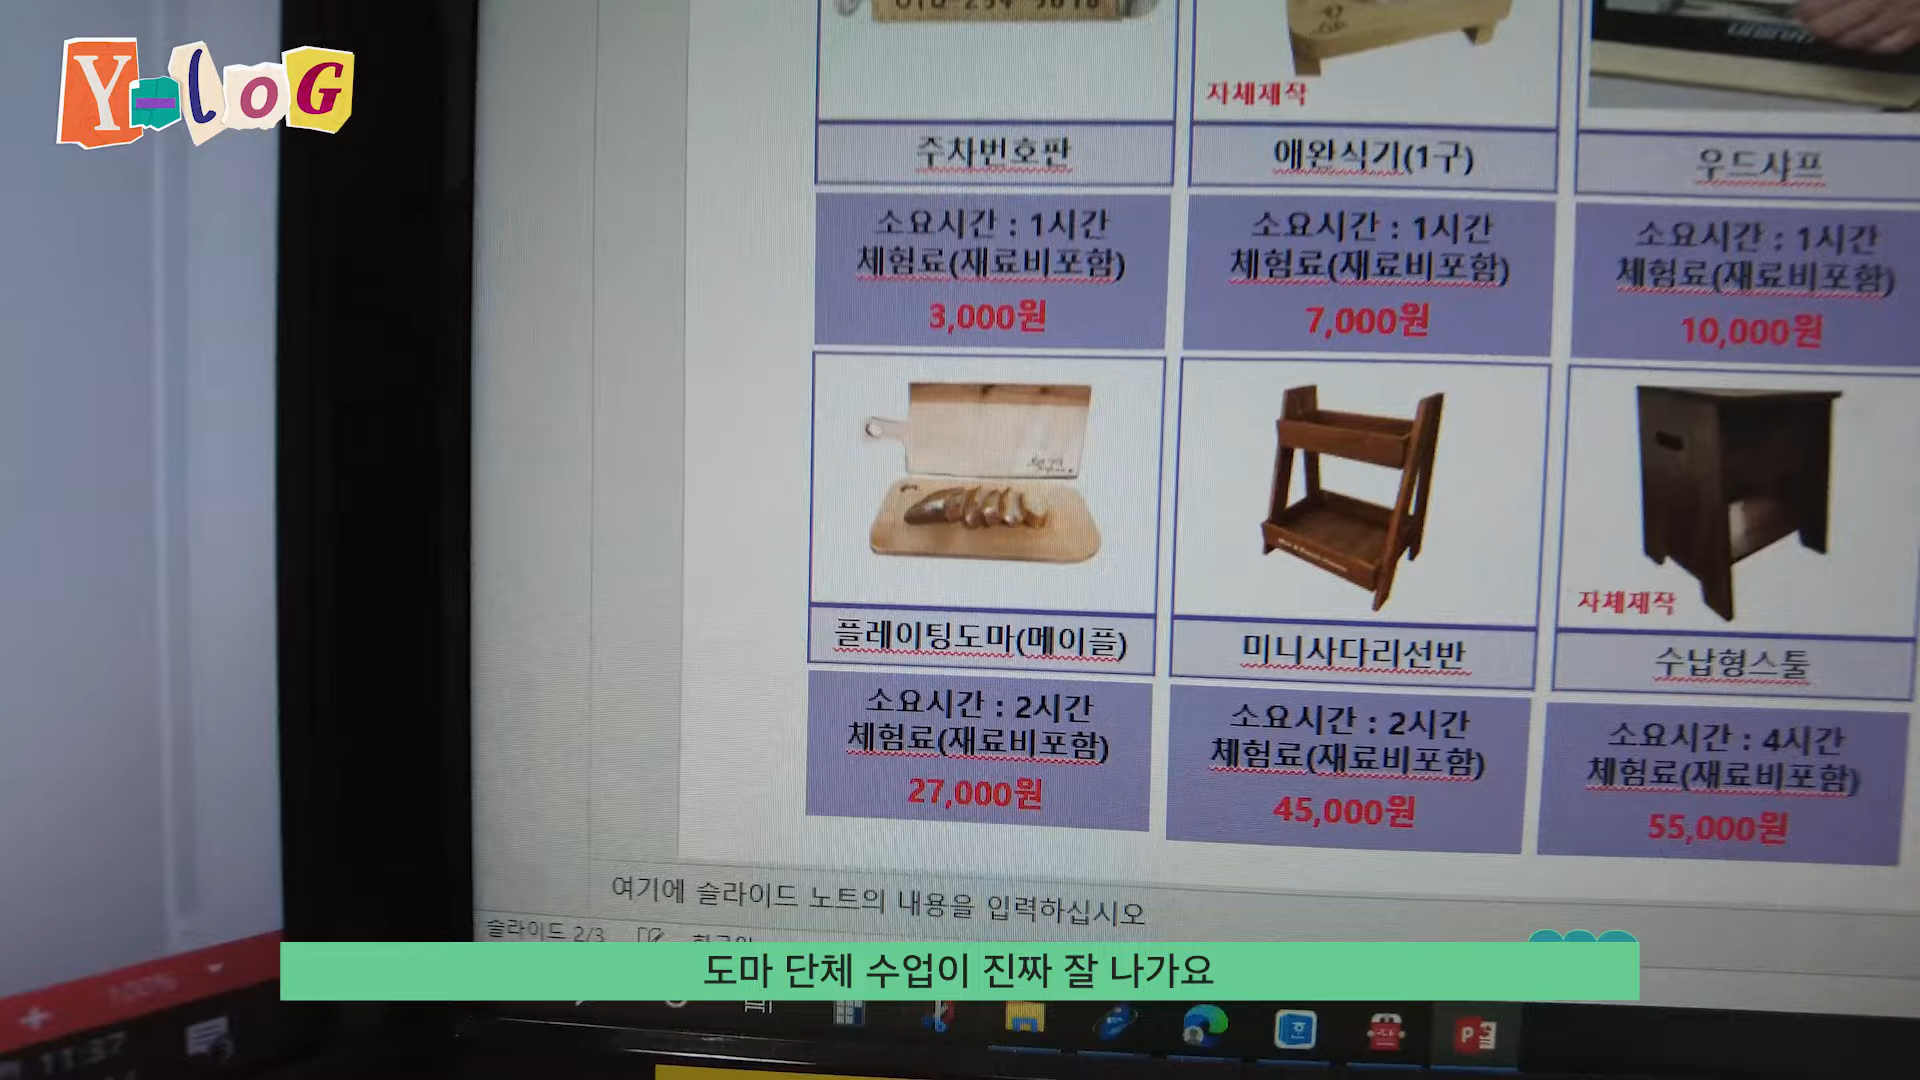 Y-LOG
자체제작
주차번호판
애완식기(1구)
우드샤프
소요시간 : 1시간
체험료(재료비포함)
3,000원
소요시간 : 1시간
체험료(재료비포함)
7,000원
소요시간 : 1시간
체험료(재료비포함)
10,000원
자체제작
플레이팅도마(메이플)
미니사다리선반
수납형스툴
소요시간 : 2시간
체험료(재료비포함)
27,000원
소요시간 : 2시간
체험료(재료비포함)
45,000원
소요시간 : 4시간
체험료(재료비포함)
55,000원
여기에 슬라이드 노트의 내용을 입력하십시오
슬라이드 2/3
도마 단체 수업이 진짜 잘 나가요
100%
11:37